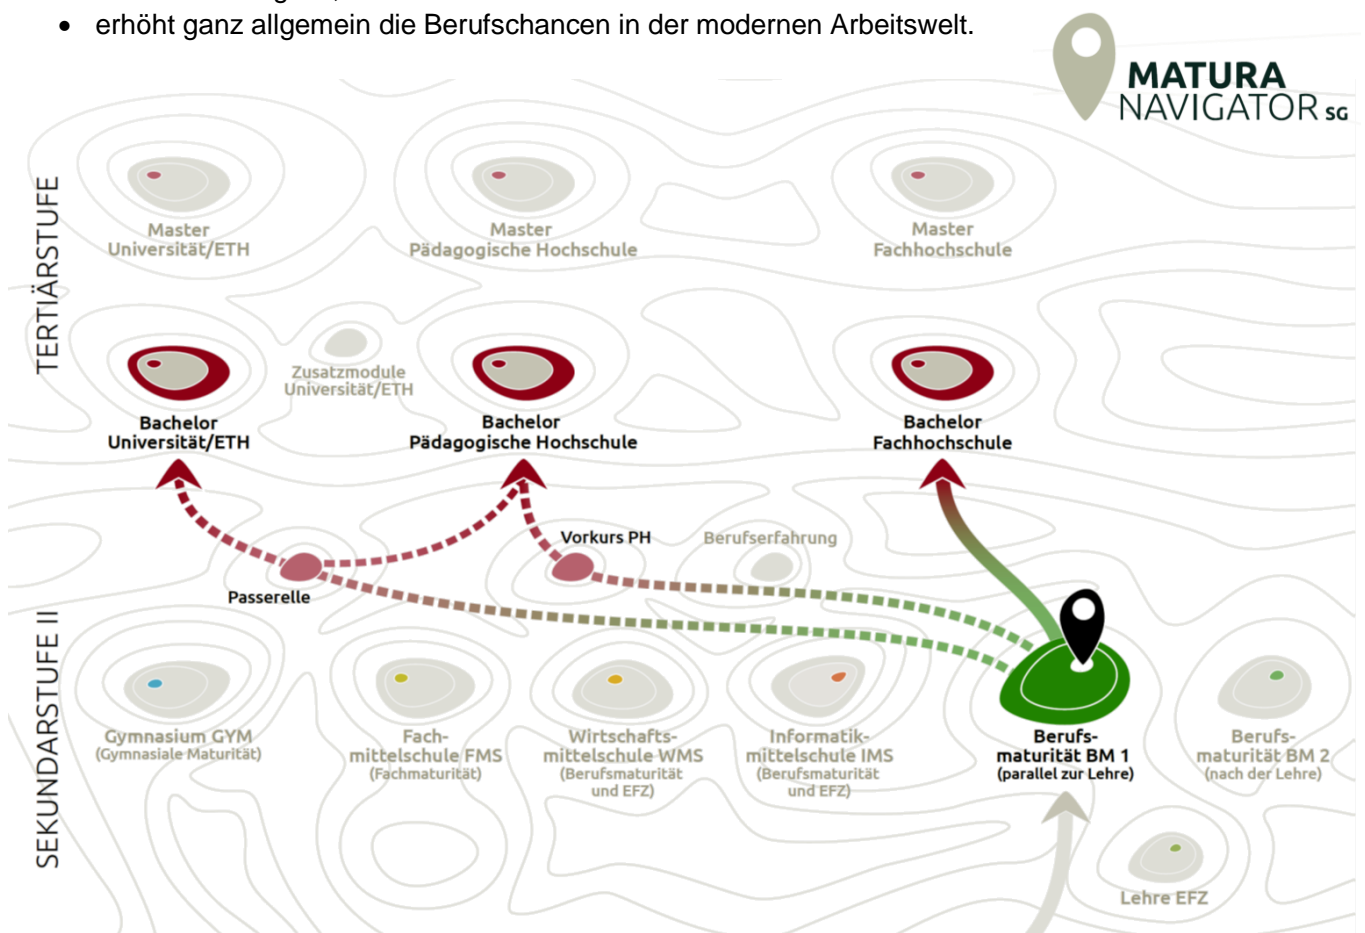 • erhöht ganz allgemein die Berufschancen in der modernen Arbeitswelt.
MATURA
NAVIGATOR SG
TERTIÄRSTUFE
Master
Universität/ETH
Master
Pädagogische Hochschule
Master
Fachhochschule
Zusatzmodule
Universität/ETH
Bachelor
Universität/ETH
Bachelor
Pädagogische Hochschule
Bachelor
Fachhochschule
Vorkurs PH
Berufserfahrung
Passerelle
SEKUNDARSTUFE II
Gymnasium GYM
(Gymnasiale Maturität)
Fach-
mittelschule FMS
(Fachmaturität)
Wirtschafts-
mittelschule WMS
(Berufsmaturität
und EFZ)
Informatik-
mittelschule IMS
(Berufsmaturität
und EFZ)
Berufs-
maturität BM 1
(parallel zur Lehre)
Berufs-
maturität BM 2
(nach der Lehre)
Lehre EFZ